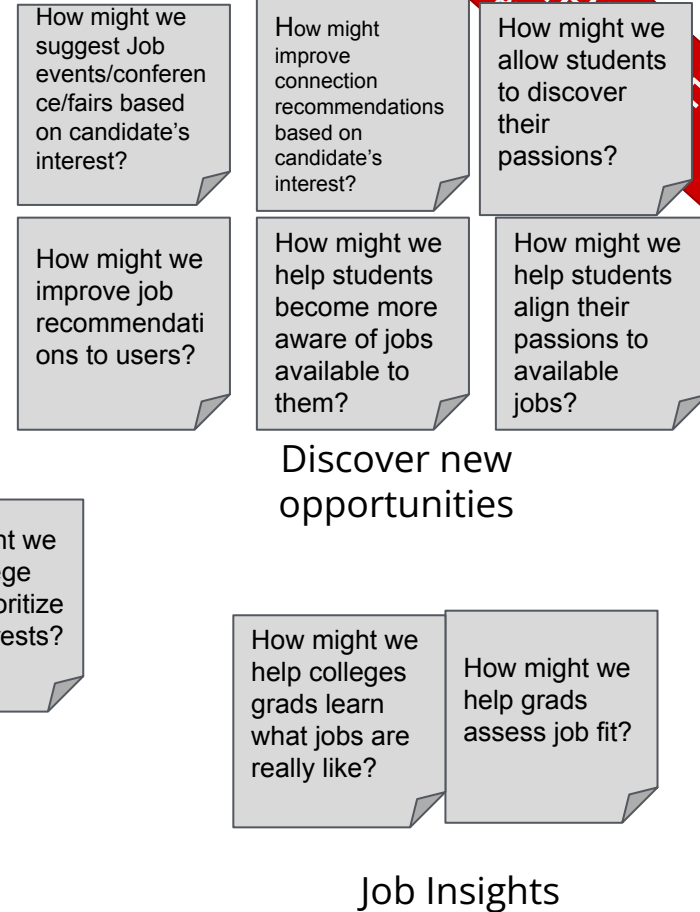 How might we
suggest Job
events/conferen
ce/fairs based
on candidate's
interest?
How might
improve
connection
recommendations
based on
candidate's
interest?
How might we
allow students
to discover
their
passions?
How might we
improve job
recommendati
ons to users?
How might we
help students
become more
aware of jobs
available to
them?
How might we
help students
align their
passions to
available
jobs?
Discover new
opportunities
we
How might we
help colleges
grads learn
what jobs are
really like?
How might we
help grads
assess job fit?
Job Insights